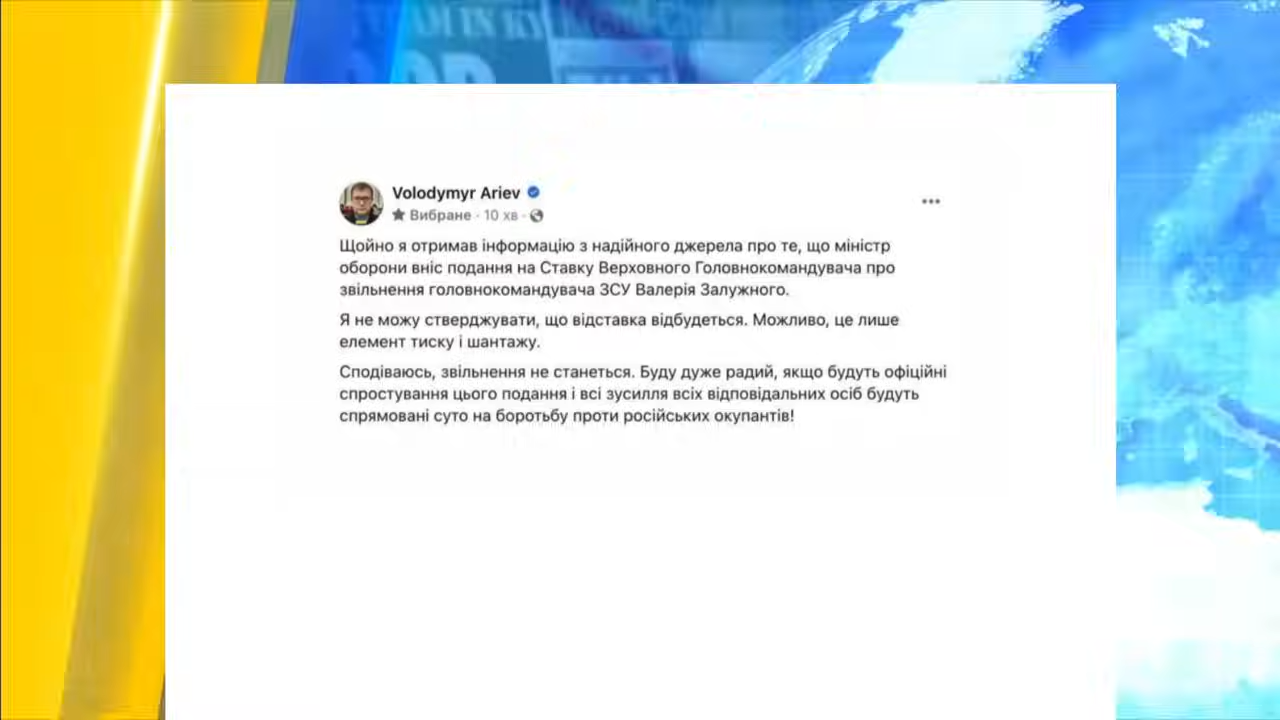 Volodymyr Ariev
Вибране · 10 хв ·
Щойно я отримав інформацію з надійного джерела про те, що міністр
оборони вніс подання на Ставку Верховного Головнокомандувача про
звільнення головнокомандувача ЗСУ Валерія Залужного.
Я не можу стверджувати, що відставка відбудеться. Можливо, це лише
елемент тиску і шантажу.
Сподіваюсь, звільнення не станеться. Буду дуже радий, якщо будуть офіційні
спростування цього подання і всі зусилля всіх відповідальних осіб будуть
спрямовані суто на боротьбу проти російських окупантів!